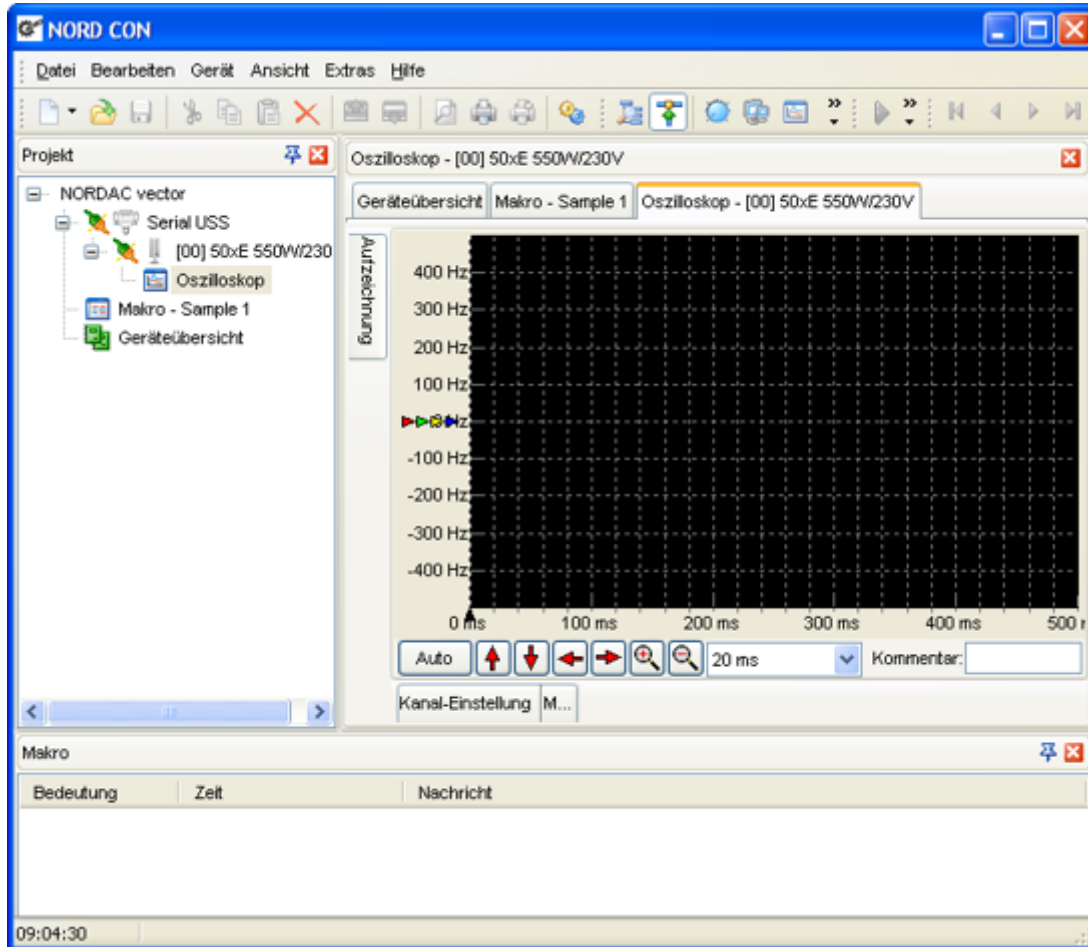 NORD CON
Datei Bearbeiten Gerät Ansicht Extras Hilfe
Projekt
NORDAC vector
Serial USS
[00] 50xE 550W/230
Oszilloskop
Makro - Sample 1
Geräteübersicht
Oszilloskop - [00] 50xE 550W/230V
Geräteübersicht Makro - Sample 1 Oszilloskop - [00] 50xE 550W/230V
Aufzeichnung
400 Hz
300 Hz
200 Hz
100 Hz
-100 Hz
-200 Hz
-300 Hz
-400 Hz
0 ms 100 ms 200 ms 300 ms 400 ms 500
Auto 20 ms Kommentar:
Kanal-Einstellung M...
Makro
Bedeutung Zeit Nachricht
09:04:30